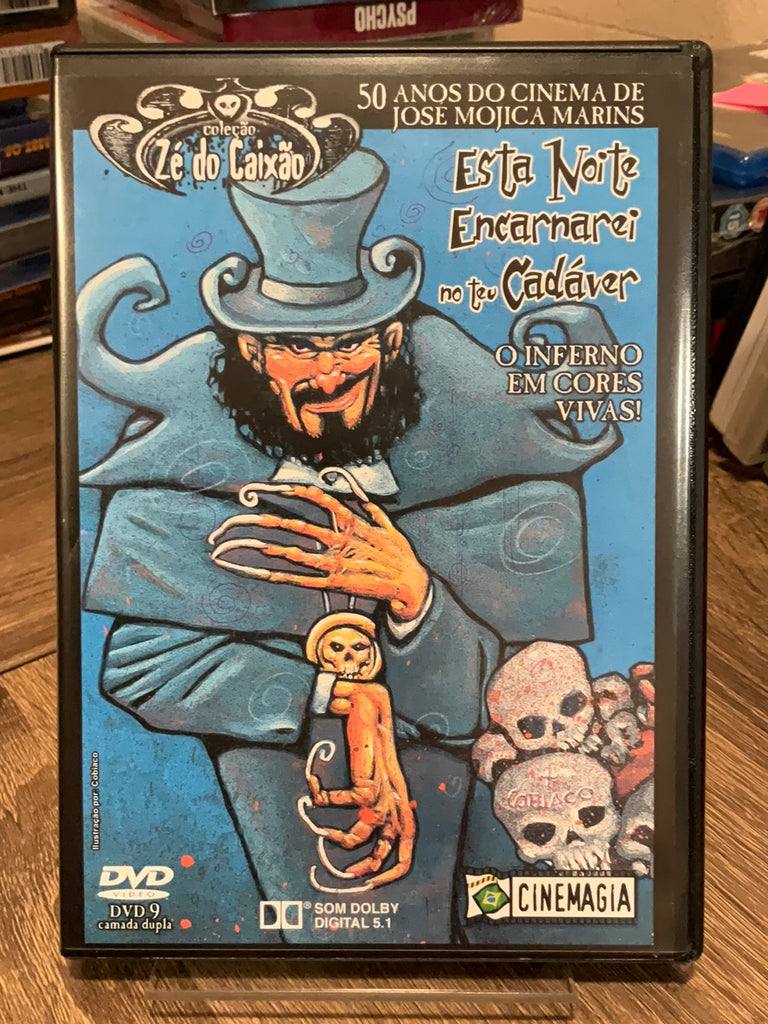 PSYCHO
50 ANOS DO CINEMA DE
JOSÉ MOJICA MARINS
coleção
Zé do Caixão
Esta Noite
Encarnarei
no teu Cadáver
O INFERNO
EM CORES
VIVAS!
COBIACO
Ilustração por Cobiaco
DVD
VIDEO
DVD 9
camada dupla
SOM DOLBY
DIGITAL 5.1
CINEMAGIA